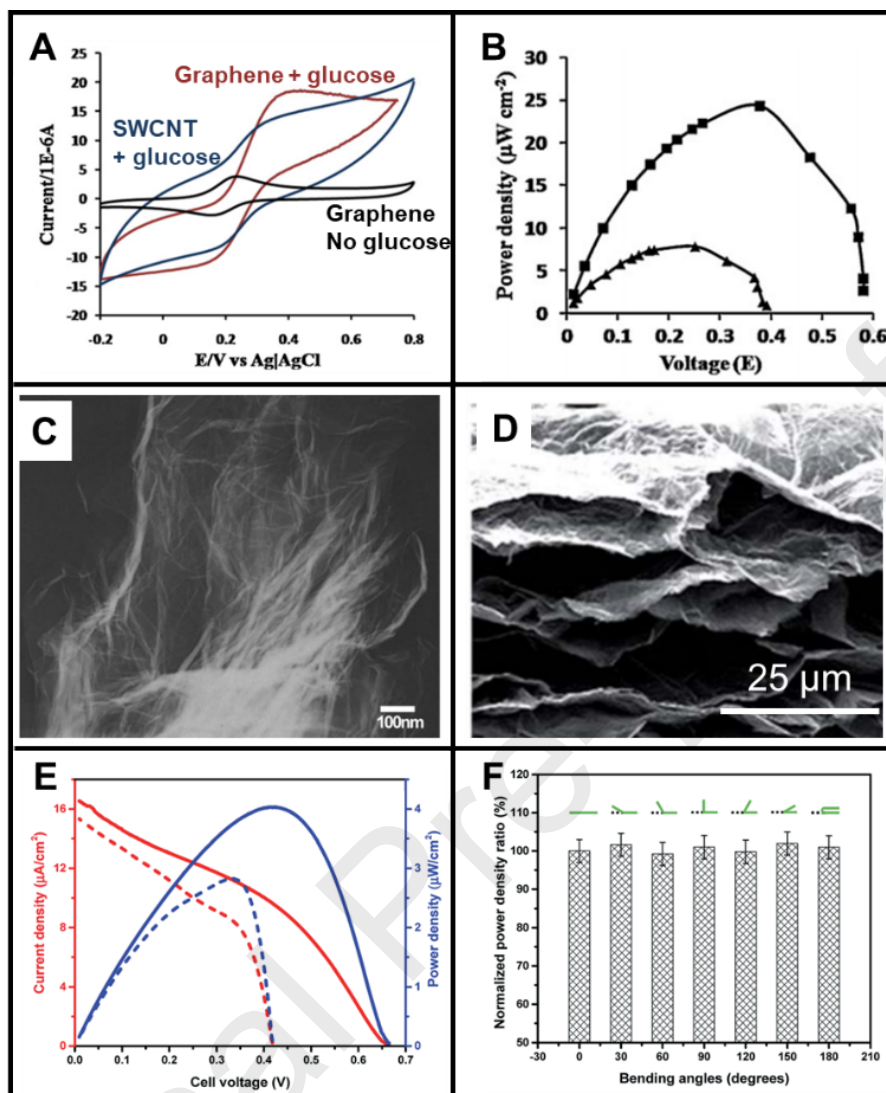 A
Graphene + glucose
SWCNT
+ glucose
Graphene
No glucose
Current/1E-6A
25
20
15
10
5
0
-5
-10
-15
-20
-0.2
0
0.2
0.4
0.6
0.8
E/V vs Ag|AgCl
B
Power density (µW cm-2)
30
25
20
15
10
5
0
0
0.1
0.2
0.3
0.4
0.5
0.6
Voltage (E)
C
100nm
D
25 µm
E
Current density (µA/cm²)
16
12
8
4
0
0.0
0.1
0.2
0.3
0.4
0.5
0.6
0.7
Cell voltage (V)
4
3
2
1
0
Power density (µW/cm²)
F
Normalized power density ratio (%)
120
110
100
90
80
70
60
50
-30
0
30
60
90
120
150
180
210
Bending angles (degrees)